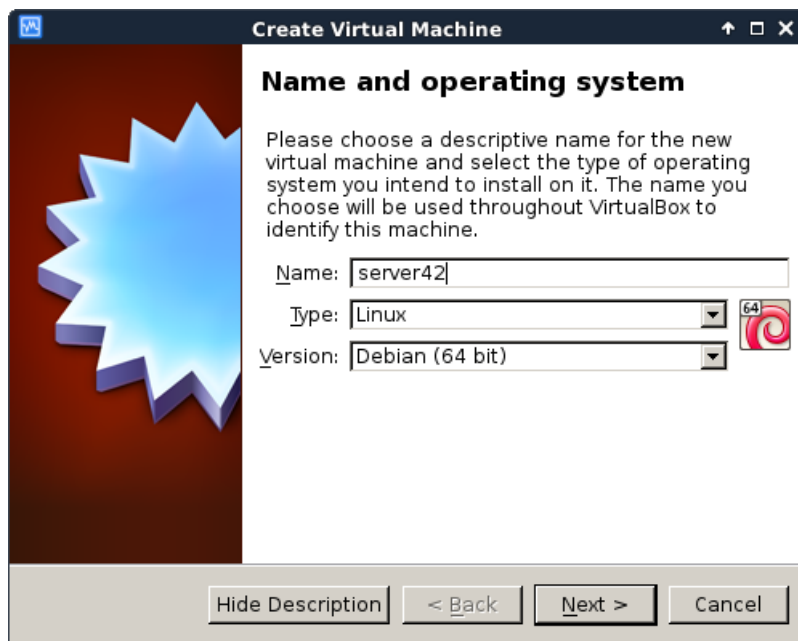 Create Virtual Machine
Name and operating system
Please choose a descriptive name for the new
virtual machine and select the type of operating
system you intend to install on it. The name you
choose will be used throughout VirtualBox to
identify this machine.
Name: server42
Type: Linux
64
Version: Debian (64 bit)
Hide Description < Back Next > Cancel